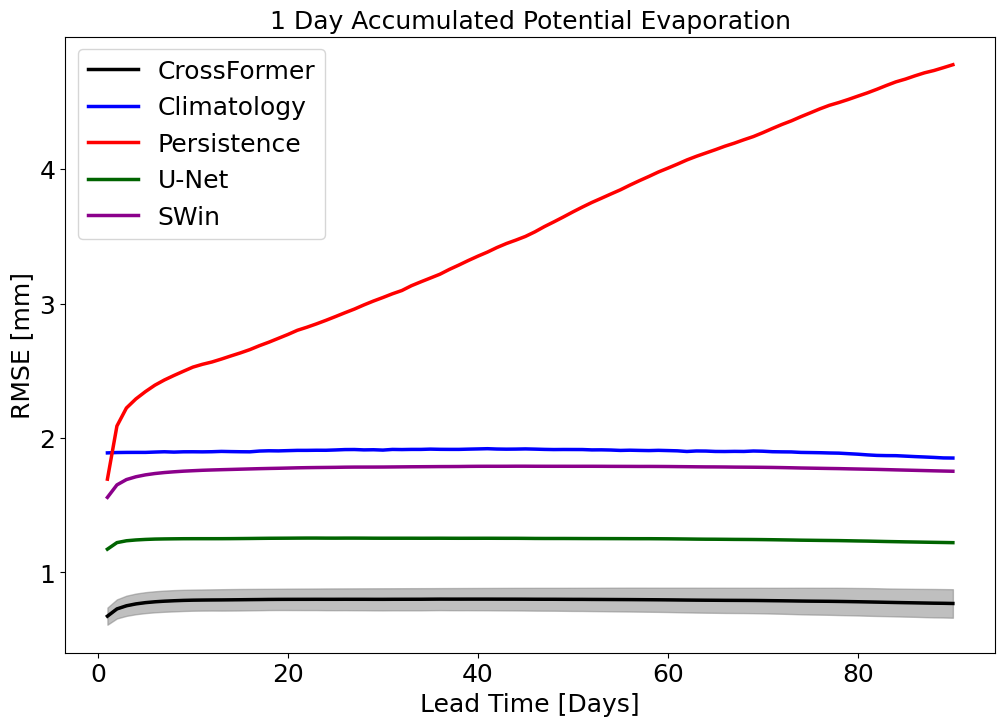 1 Day Accumulated Potential Evaporation
CrossFormer
Climatology
Persistence
U-Net
SWin
RMSE [mm]
4
3
2
1
0 20 40 60 80
Lead Time [Days]